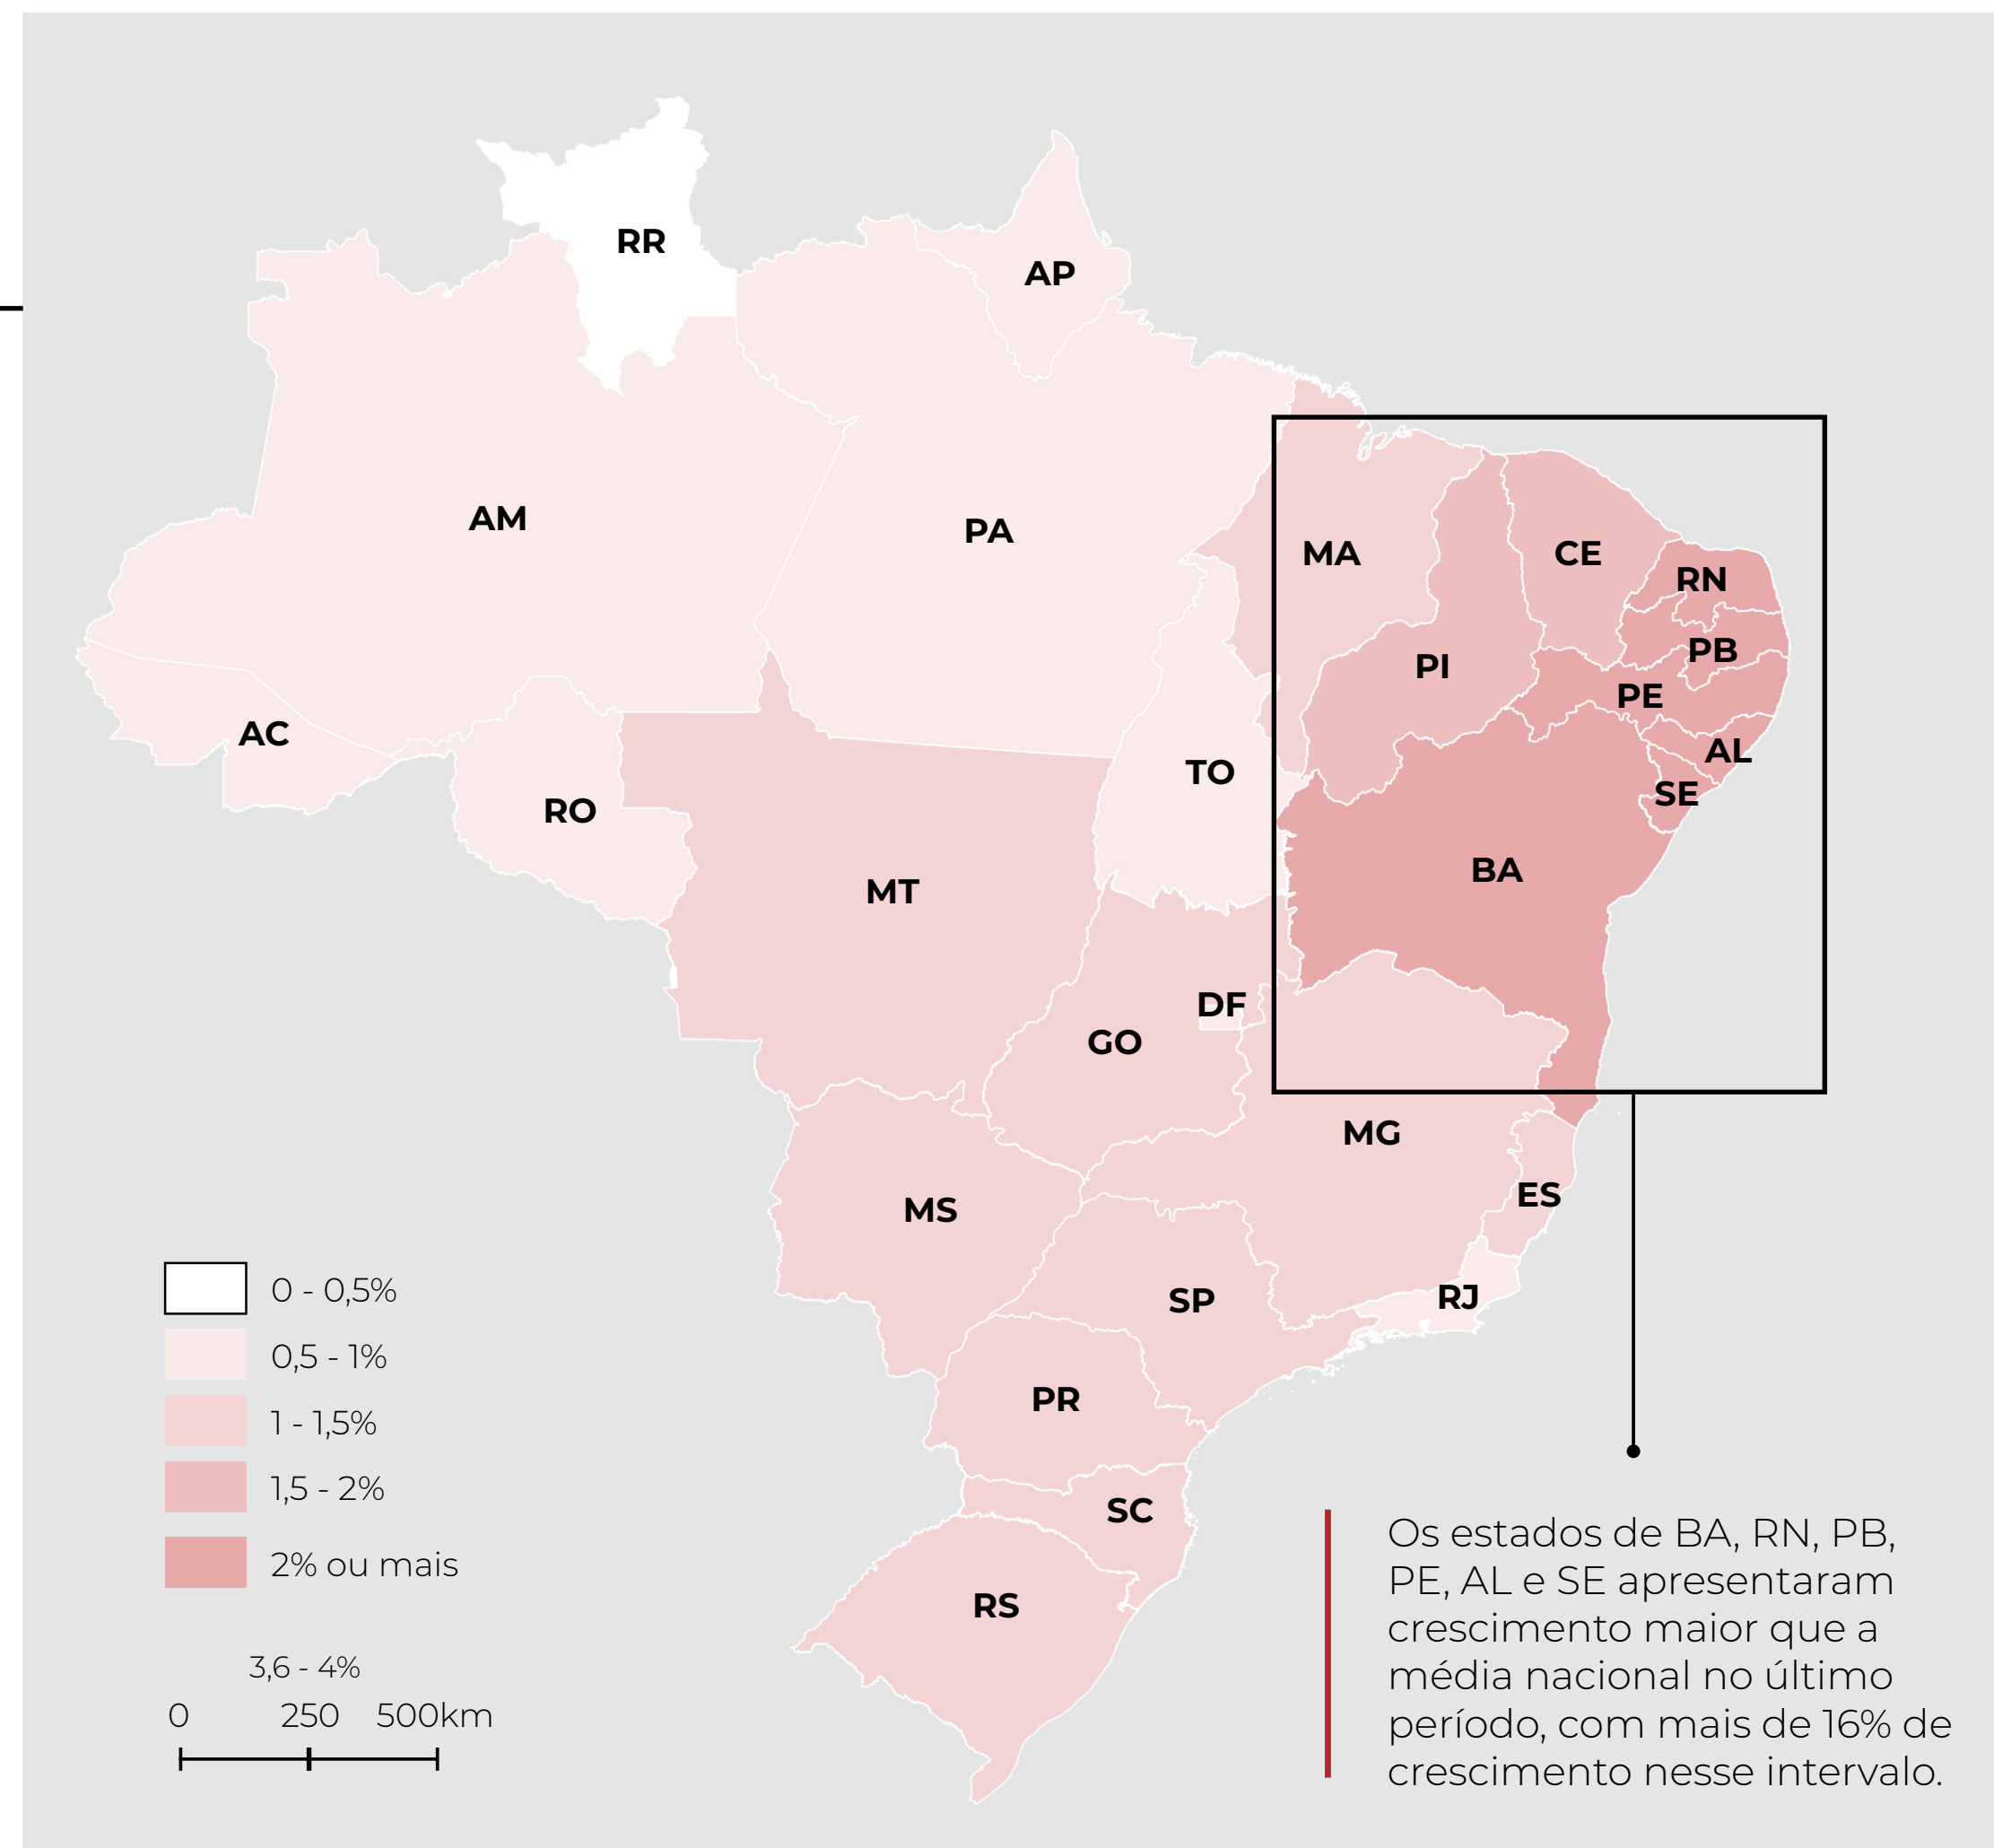 RR
AP
AM
PA
MA
CE
RN
PB
PI
PE
AC
AL
TO
SE
RO
BA
MT
DF
GO
MG
ES
MS
RJ
SP
PR
SC
RS
0 - 0,5%
0,5 - 1%
1 - 1,5%
1,5 - 2%
2% ou mais
3,6 - 4%
0 250 500km
Os estados de BA, RN, PB,
PE, AL e SE apresentaram
crescimento maior que a
média nacional no último
período, com mais de 16% de
crescimento nesse intervalo.